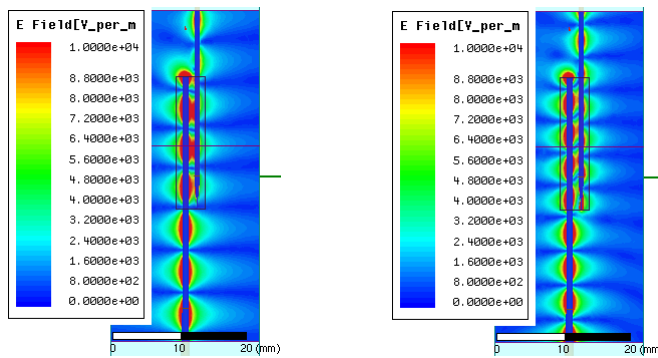 E Field[V_per_m
1.0000e+04
8.8000e+03
8.0000e+03
7.2000e+03
6.4000e+03
5.6000e+03
4.8000e+03
4.0000e+03
3.2000e+03
2.4000e+03
1.6000e+03
8.0000e+02
0.0000e+00
0 10 20 (mm)
E Field[V_per_m
1.0000e+04
8.8000e+03
8.0000e+03
7.2000e+03
6.4000e+03
5.6000e+03
4.8000e+03
4.0000e+03
3.2000e+03
2.4000e+03
1.6000e+03
8.0000e+02
0.0000e+00
0 10 20 (mm)